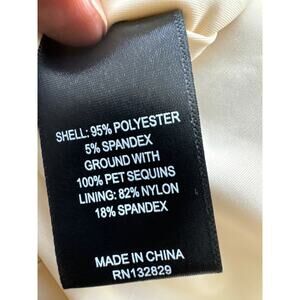 SHELL: 95% POLYESTER
5% SPANDEX
GROUND WITH
100% PET SEQUINS
LINING: 82% NYLON
18% SPANDEX
MADE IN CHINA
RN132829